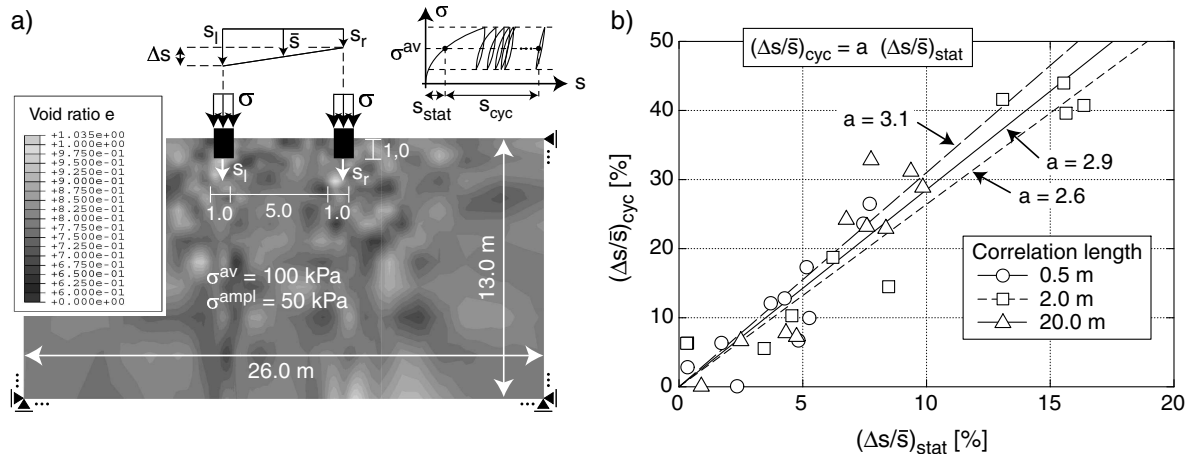 a)
s_l
s̄
s_r
Δs
σ
σ
σ
σ^av
s
s_stat
s_cyc
Void ratio e
+1.035e+00
+1.000e+00
+9.750e-01
+9.500e-01
+9.250e-01
+9.000e-01
+8.750e-01
+8.500e-01
+8.250e-01
+8.000e-01
+7.750e-01
+7.500e-01
+7.250e-01
+7.000e-01
+6.750e-01
+6.500e-01
+6.250e-01
+6.000e-01
+0.000e+00
1,0
s_l
s_r
1.0
5.0
1.0
σ^av = 100 kPa
σ^ampl = 50 kPa
13.0 m
26.0 m
b)
(Δs/s̄)_cyc = a (Δs/s̄)_stat
a = 3.1
a = 2.9
a = 2.6
Correlation length
0.5 m
2.0 m
20.0 m
50
40
30
20
10
0
(Δs/s̄)_cyc [%]
0
5
10
15
20
(Δs/s̄)_stat [%]